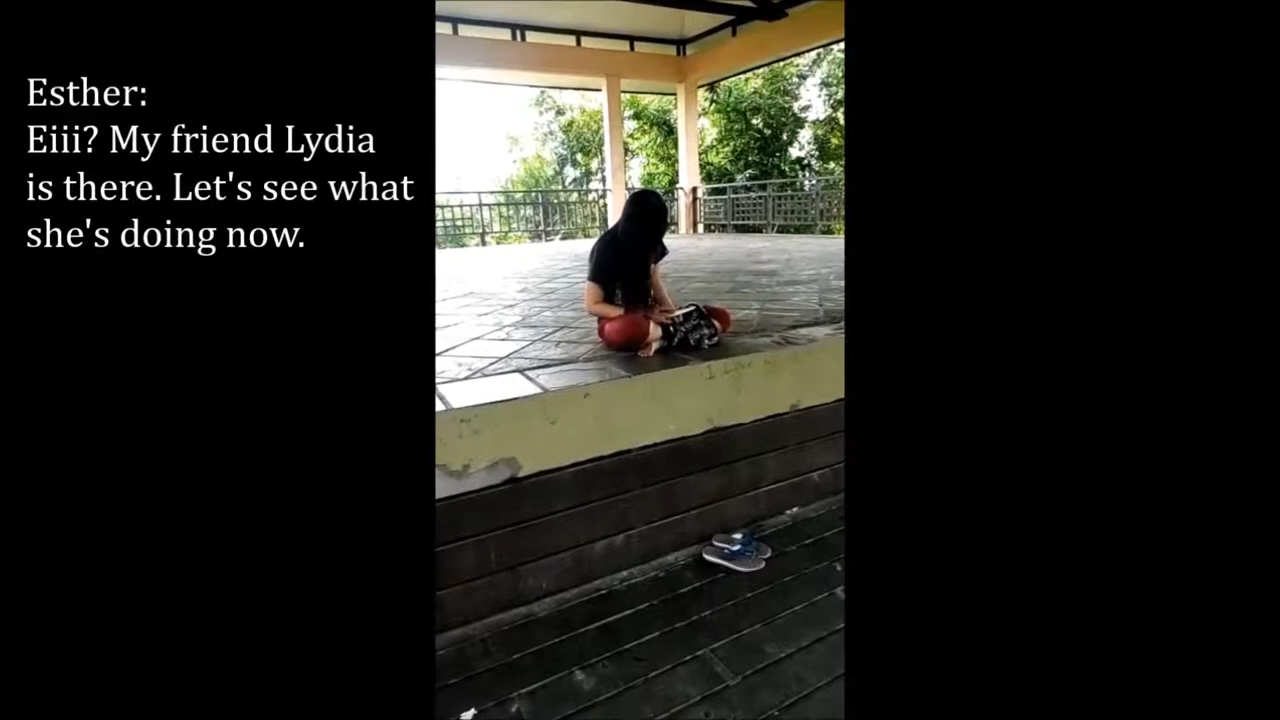 Esther:
Eiii? My friend Lydia
is there. Let's see what
she's doing now.